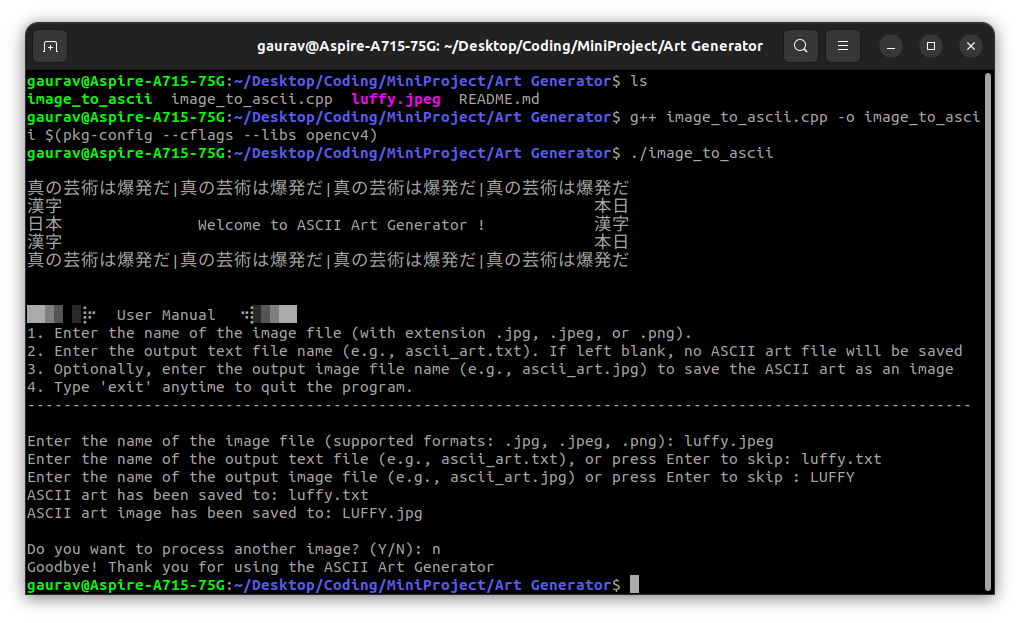 gaurav@Aspire-A715-75G: ~/Desktop/Coding/MiniProject/Art Generator
gaurav@Aspire-A715-75G:~/Desktop/Coding/MiniProject/Art Generator$ ls
image_to_ascii  image_to_ascii.cpp  luffy.jpeg  README.md
gaurav@Aspire-A715-75G:~/Desktop/Coding/MiniProject/Art Generator$ g++ image_to_ascii.cpp -o image_to_asci
i $(pkg-config --cflags --libs opencv4)
gaurav@Aspire-A715-75G:~/Desktop/Coding/MiniProject/Art Generator$ ./image_to_ascii
真の芸術は爆発だ|真の芸術は爆発だ|真の芸術は爆発だ|真の芸術は爆発だ
漢字 本日
日本 Welcome to ASCII Art Generator ! 漢字
漢字 本日
真の芸術は爆発だ|真の芸術は爆発だ|真の芸術は爆発だ|真の芸術は爆発だ
User Manual
1. Enter the name of the image file (with extension .jpg, .jpeg, or .png).
2. Enter the output text file name (e.g., ascii_art.txt). If left blank, no ASCII art file will be saved
3. Optionally, enter the output image file name (e.g., ascii_art.jpg) to save the ASCII art as an image
4. Type 'exit' anytime to quit the program.
---------------------------------------------------------------------------------------------------------
Enter the name of the image file (supported formats: .jpg, .jpeg, .png): luffy.jpeg
Enter the name of the output text file (e.g., ascii_art.txt), or press Enter to skip: luffy.txt
Enter the name of the output image file (e.g., ascii_art.jpg) or press Enter to skip : LUFFY
ASCII art has been saved to: luffy.txt
ASCII art image has been saved to: LUFFY.jpg
Do you want to process another image? (Y/N): n
Goodbye! Thank you for using the ASCII Art Generator
gaurav@Aspire-A715-75G:~/Desktop/Coding/MiniProject/Art Generator$